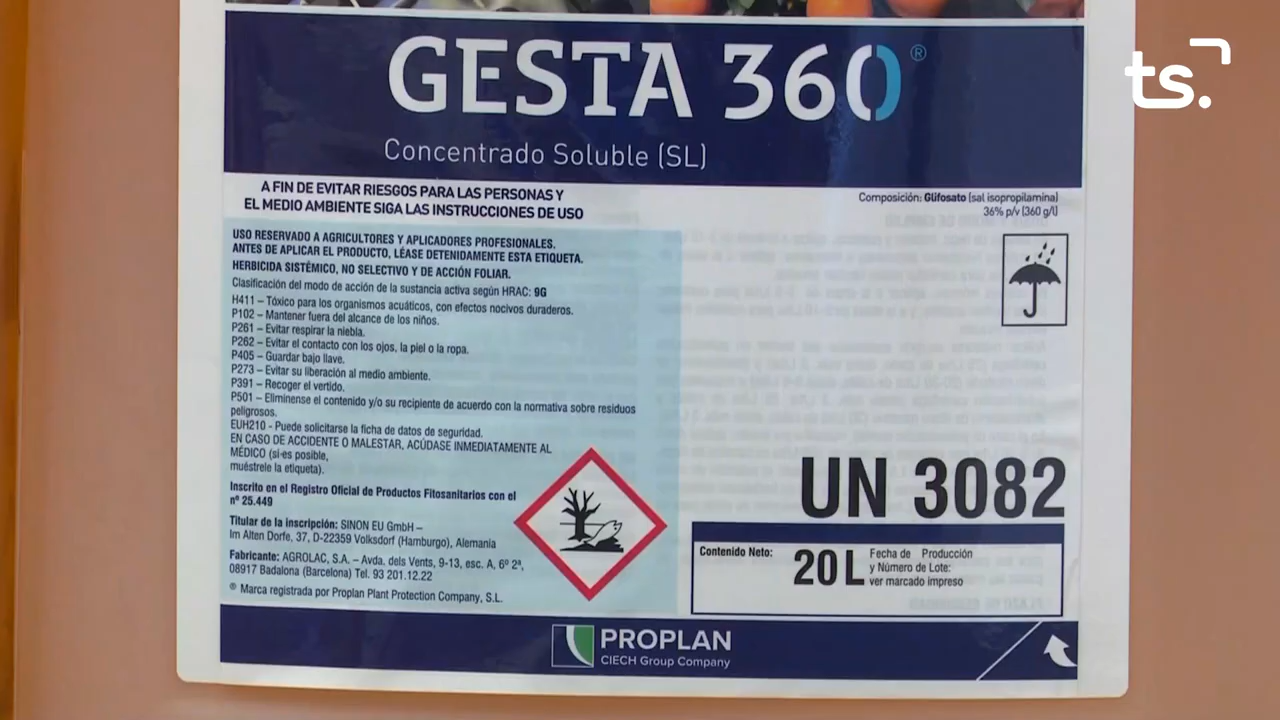 GESTA 360®
ts.
Concentrado Soluble (SL)
A FIN DE EVITAR RIESGOS PARA LAS PERSONAS Y
EL MEDIO AMBIENTE SIGA LAS INSTRUCCIONES DE USO
Composición: Glifosato (sal isopropilamina)
36% p/v (360 g/l)
USO RESERVADO A AGRICULTORES Y APLICADORES PROFESIONALES.
ANTES DE APLICAR EL PRODUCTO, LÉASE DETENIDAMENTE ESTA ETIQUETA.
HERBICIDA SISTÉMICO, NO SELECTIVO Y DE ACCIÓN FOLIAR.
Clasificación del modo de acción de la sustancia activa según HRAC: 9G
H411 – Tóxico para los organismos acuáticos, con efectos nocivos duraderos.
P102 – Mantener fuera del alcance de los niños.
P261 – Evitar respirar la niebla.
P262 – Evitar el contacto con los ojos, la piel o la ropa.
P405 – Guardar bajo llave.
P273 – Evitar su liberación al medio ambiente.
P391 – Recoger el vertido.
P501 – Elimínense el contenido y/o su recipiente de acuerdo con la normativa sobre residuos
peligrosos.
EUH210 - Puede solicitarse la ficha de datos de seguridad.
EN CASO DE ACCIDENTE O MALESTAR, ACÚDASE INMEDIATAMENTE AL
MÉDICO (si es posible,
muéstrele la etiqueta).
Inscrito en el Registro Oficial de Productos Fitosanitarios con el
nº 25.449
Titular de la inscripción: SINON EU GmbH –
Im Alten Dorfe, 37, D-22359 Volksdorf (Hamburgo), Alemania
Fabricante: AGROLAC, S.A. – Avda. dels Vents, 9-13, esc. A, 6º 2ª,
08917 Badalona (Barcelona) Tel. 93 201.12.22
® Marca registrada por Proplan Plant Protection Company, S.L.
UN 3082
Contenido Neto: 20 L
Fecha de Producción
y Número de Lote:
ver marcado impreso
PROPLAN
CIECH Group Company